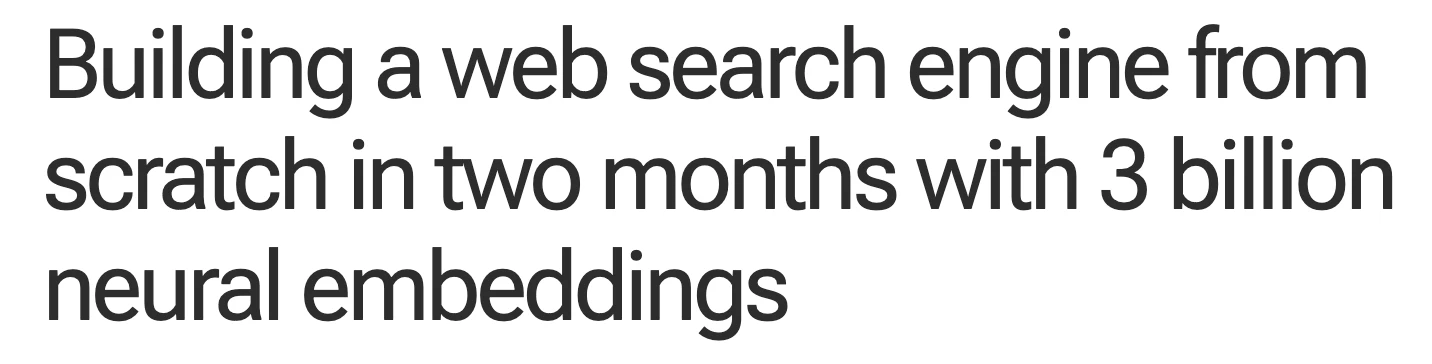 Building a web search engine from
scratch in two months with 3 billion
neural embeddings